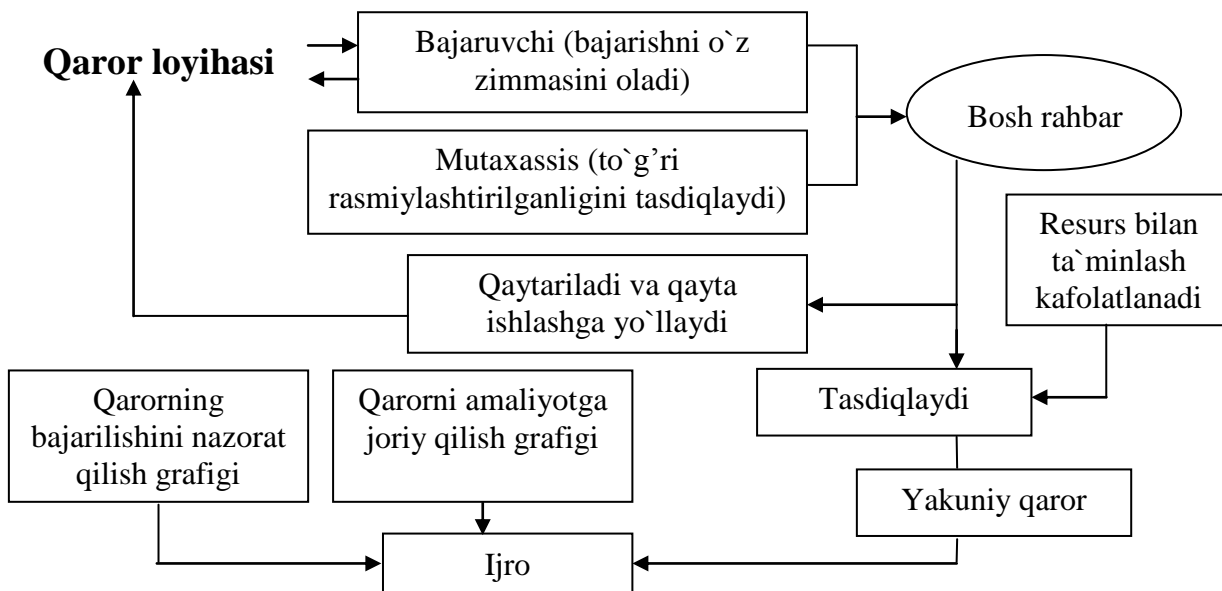 Qaror loyihasi
Bajaruvchi (bajarishni o`z
zimmasini oladi)
Bosh rahbar
Mutaxassis (to`g’ri
rasmiylashtirilganligini tasdiqlaydi)
Resurs bilan
ta`minlash
kafolatlanadi
Qaytariladi va qayta
ishlashga yo`llaydi
Tasdiqlaydi
Qarorning
bajarilishini nazorat
qilish grafigi
Qarorni amaliyotga
joriy qilish grafigi
Yakuniy qaror
Ijro